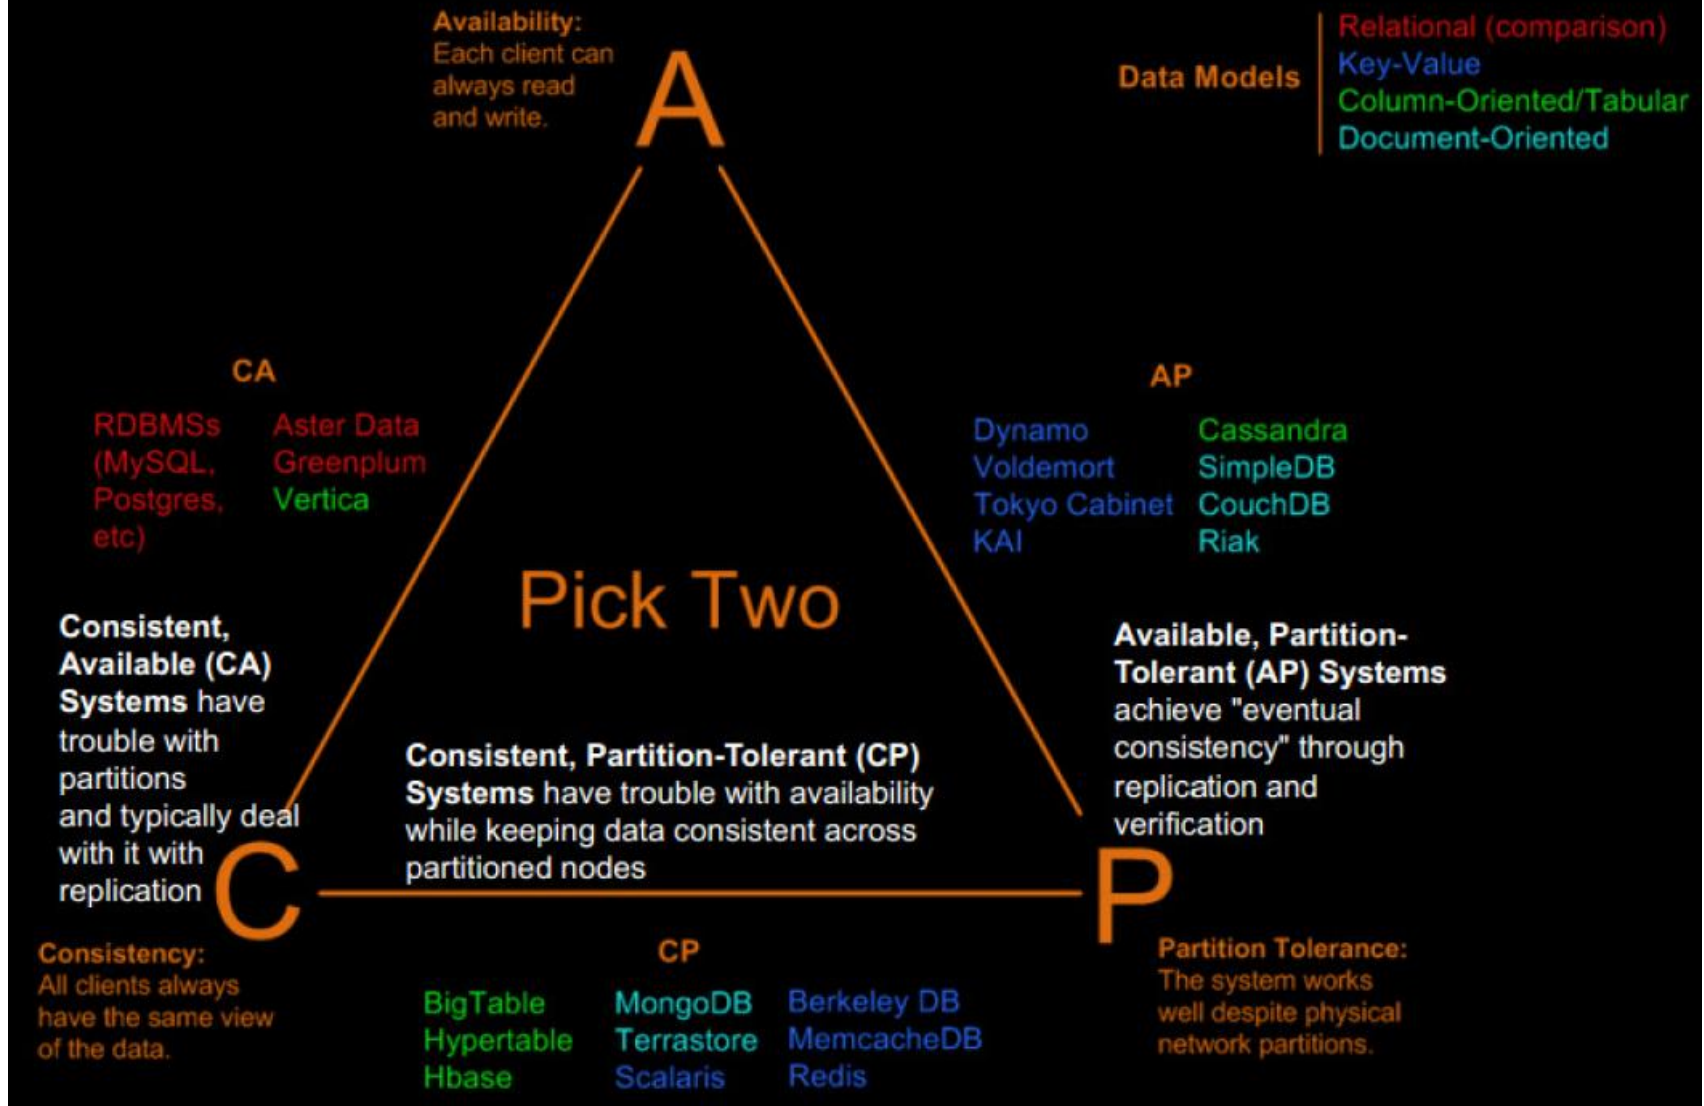 Availability:
Each client can
always read
and write.
A
Data Models
Relational (comparison)
Key-Value
Column-Oriented/Tabular
Document-Oriented
CA
RDBMSs
(MySQL,
Postgres,
etc)
Aster Data
Greenplum
Vertica
AP
Dynamo
Voldemort
Tokyo Cabinet
KAI
Cassandra
SimpleDB
CouchDB
Riak
Pick Two
Consistent,
Available (CA)
Systems have
trouble with
partitions
and typically deal
with it with
replication
Consistent, Partition-Tolerant (CP)
Systems have trouble with availability
while keeping data consistent across
partitioned nodes
Available, Partition-
Tolerant (AP) Systems
achieve "eventual
consistency" through
replication and
verification
C
P
Consistency:
All clients always
have the same view
of the data.
CP
BigTable
Hypertable
Hbase
MongoDB
Terrastore
Scalaris
Berkeley DB
MemcacheDB
Redis
Partition Tolerance:
The system works
well despite physical
network partitions.